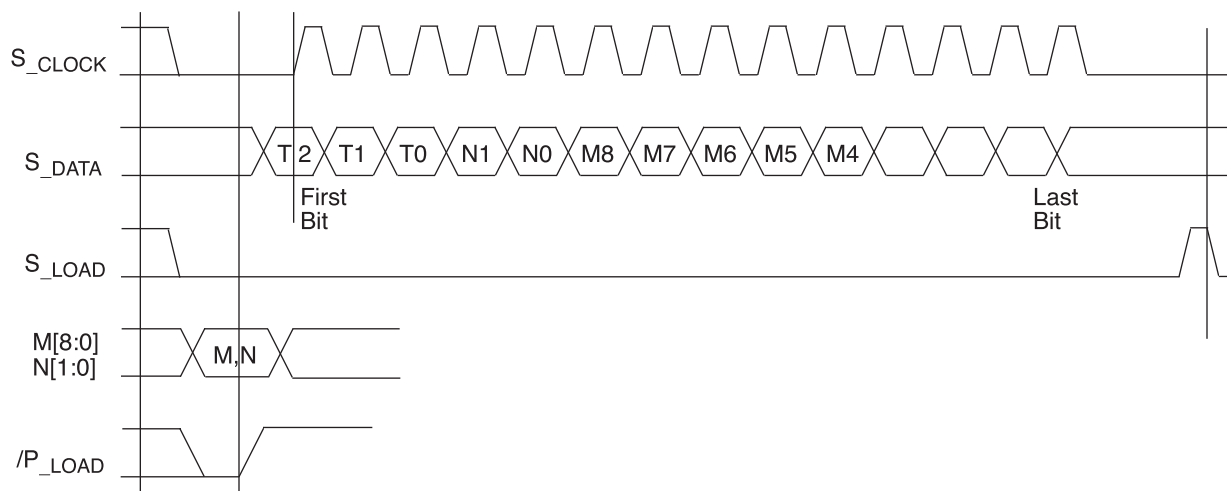 S_CLOCK
S_DATA
T2 T1 T0 N1 N0 M8 M7 M6 M5 M4
First
Bit
Last
Bit
S_LOAD
M[8:0]
N[1:0]
M,N
/P_LOAD